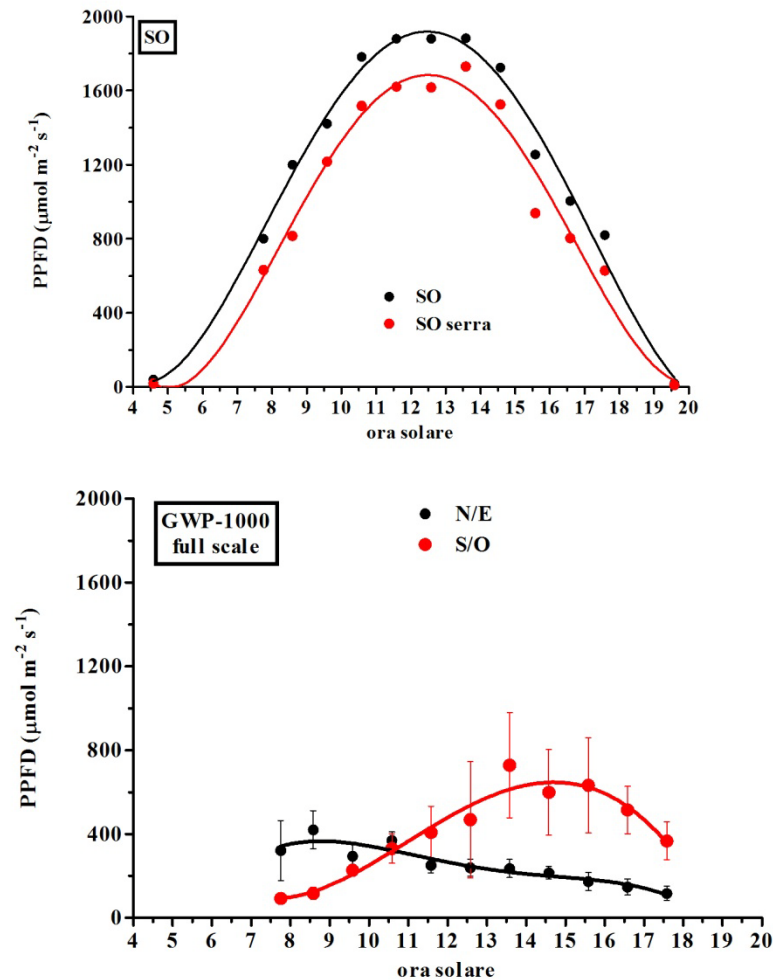 SO
PPFD (μmol m⁻² s⁻¹)
2000
1600
1200
800
400
0
SO
SO serra
4 5 6 7 8 9 10 11 12 13 14 15 16 17 18 19 20
ora solare
GWP-1000
full scale
PPFD (μmol m⁻² s⁻¹)
2000
1600
1200
800
400
0
N/E
S/O
4 5 6 7 8 9 10 11 12 13 14 15 16 17 18 19 20
ora solare